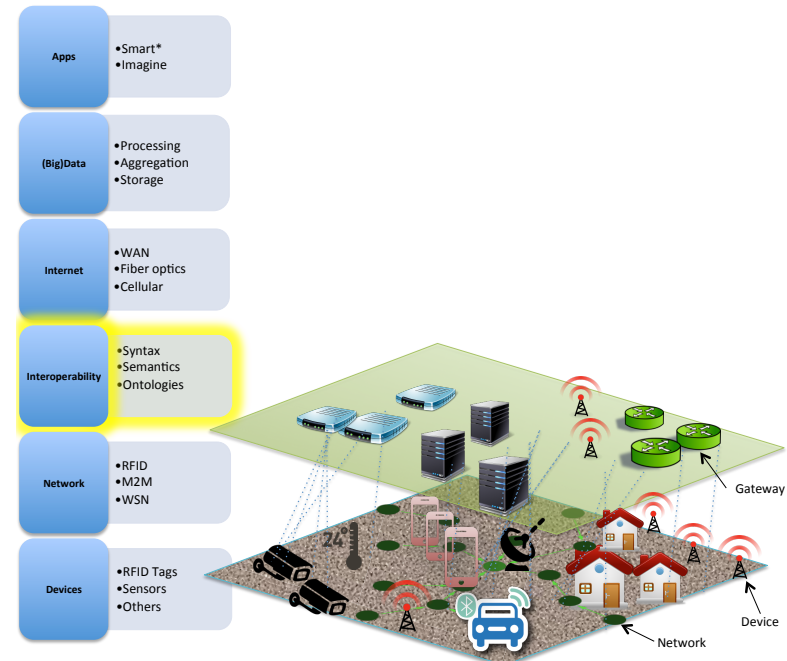 Apps
•Smart*
•Imagine
(Big)Data
•Processing
•Aggregation
•Storage
Internet
•WAN
•Fiber optics
•Cellular
Interoperability
•Syntax
•Semantics
•Ontologies
Network
•RFID
•M2M
•WSN
Devices
•RFID Tags
•Sensors
•Others
Gateway
24°
Device
Network